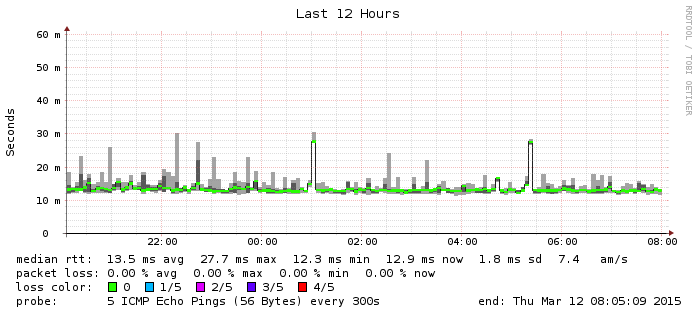 Last 12 Hours
RRDTOOL / TOBI OETIKER
Seconds
60 m
50 m
40 m
30 m
20 m
10 m
0
22:00 00:00 02:00 04:00 06:00 08:00
median rtt: 13.5 ms avg 27.7 ms max 12.3 ms min 12.9 ms now 1.8 ms sd 7.4 am/s
packet loss: 0.00 % avg 0.00 % max 0.00 % min 0.00 % now
loss color: 0 1/5 2/5 3/5 4/5
probe: 5 ICMP Echo Pings (56 Bytes) every 300s end: Thu Mar 12 08:05:09 2015